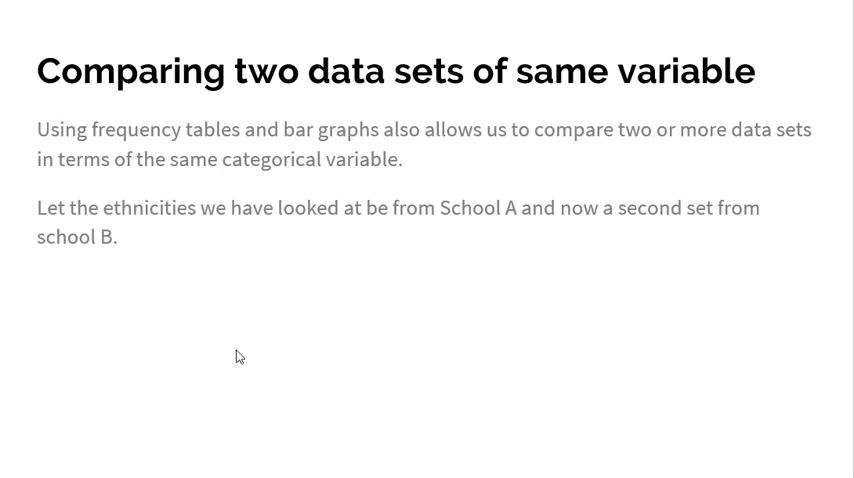 Comparing two data sets of same variable
Using frequency tables and bar graphs also allows us to compare two or more data sets
in terms of the same categorical variable.
Let the ethnicities we have looked at be from School A and now a second set from
school B.